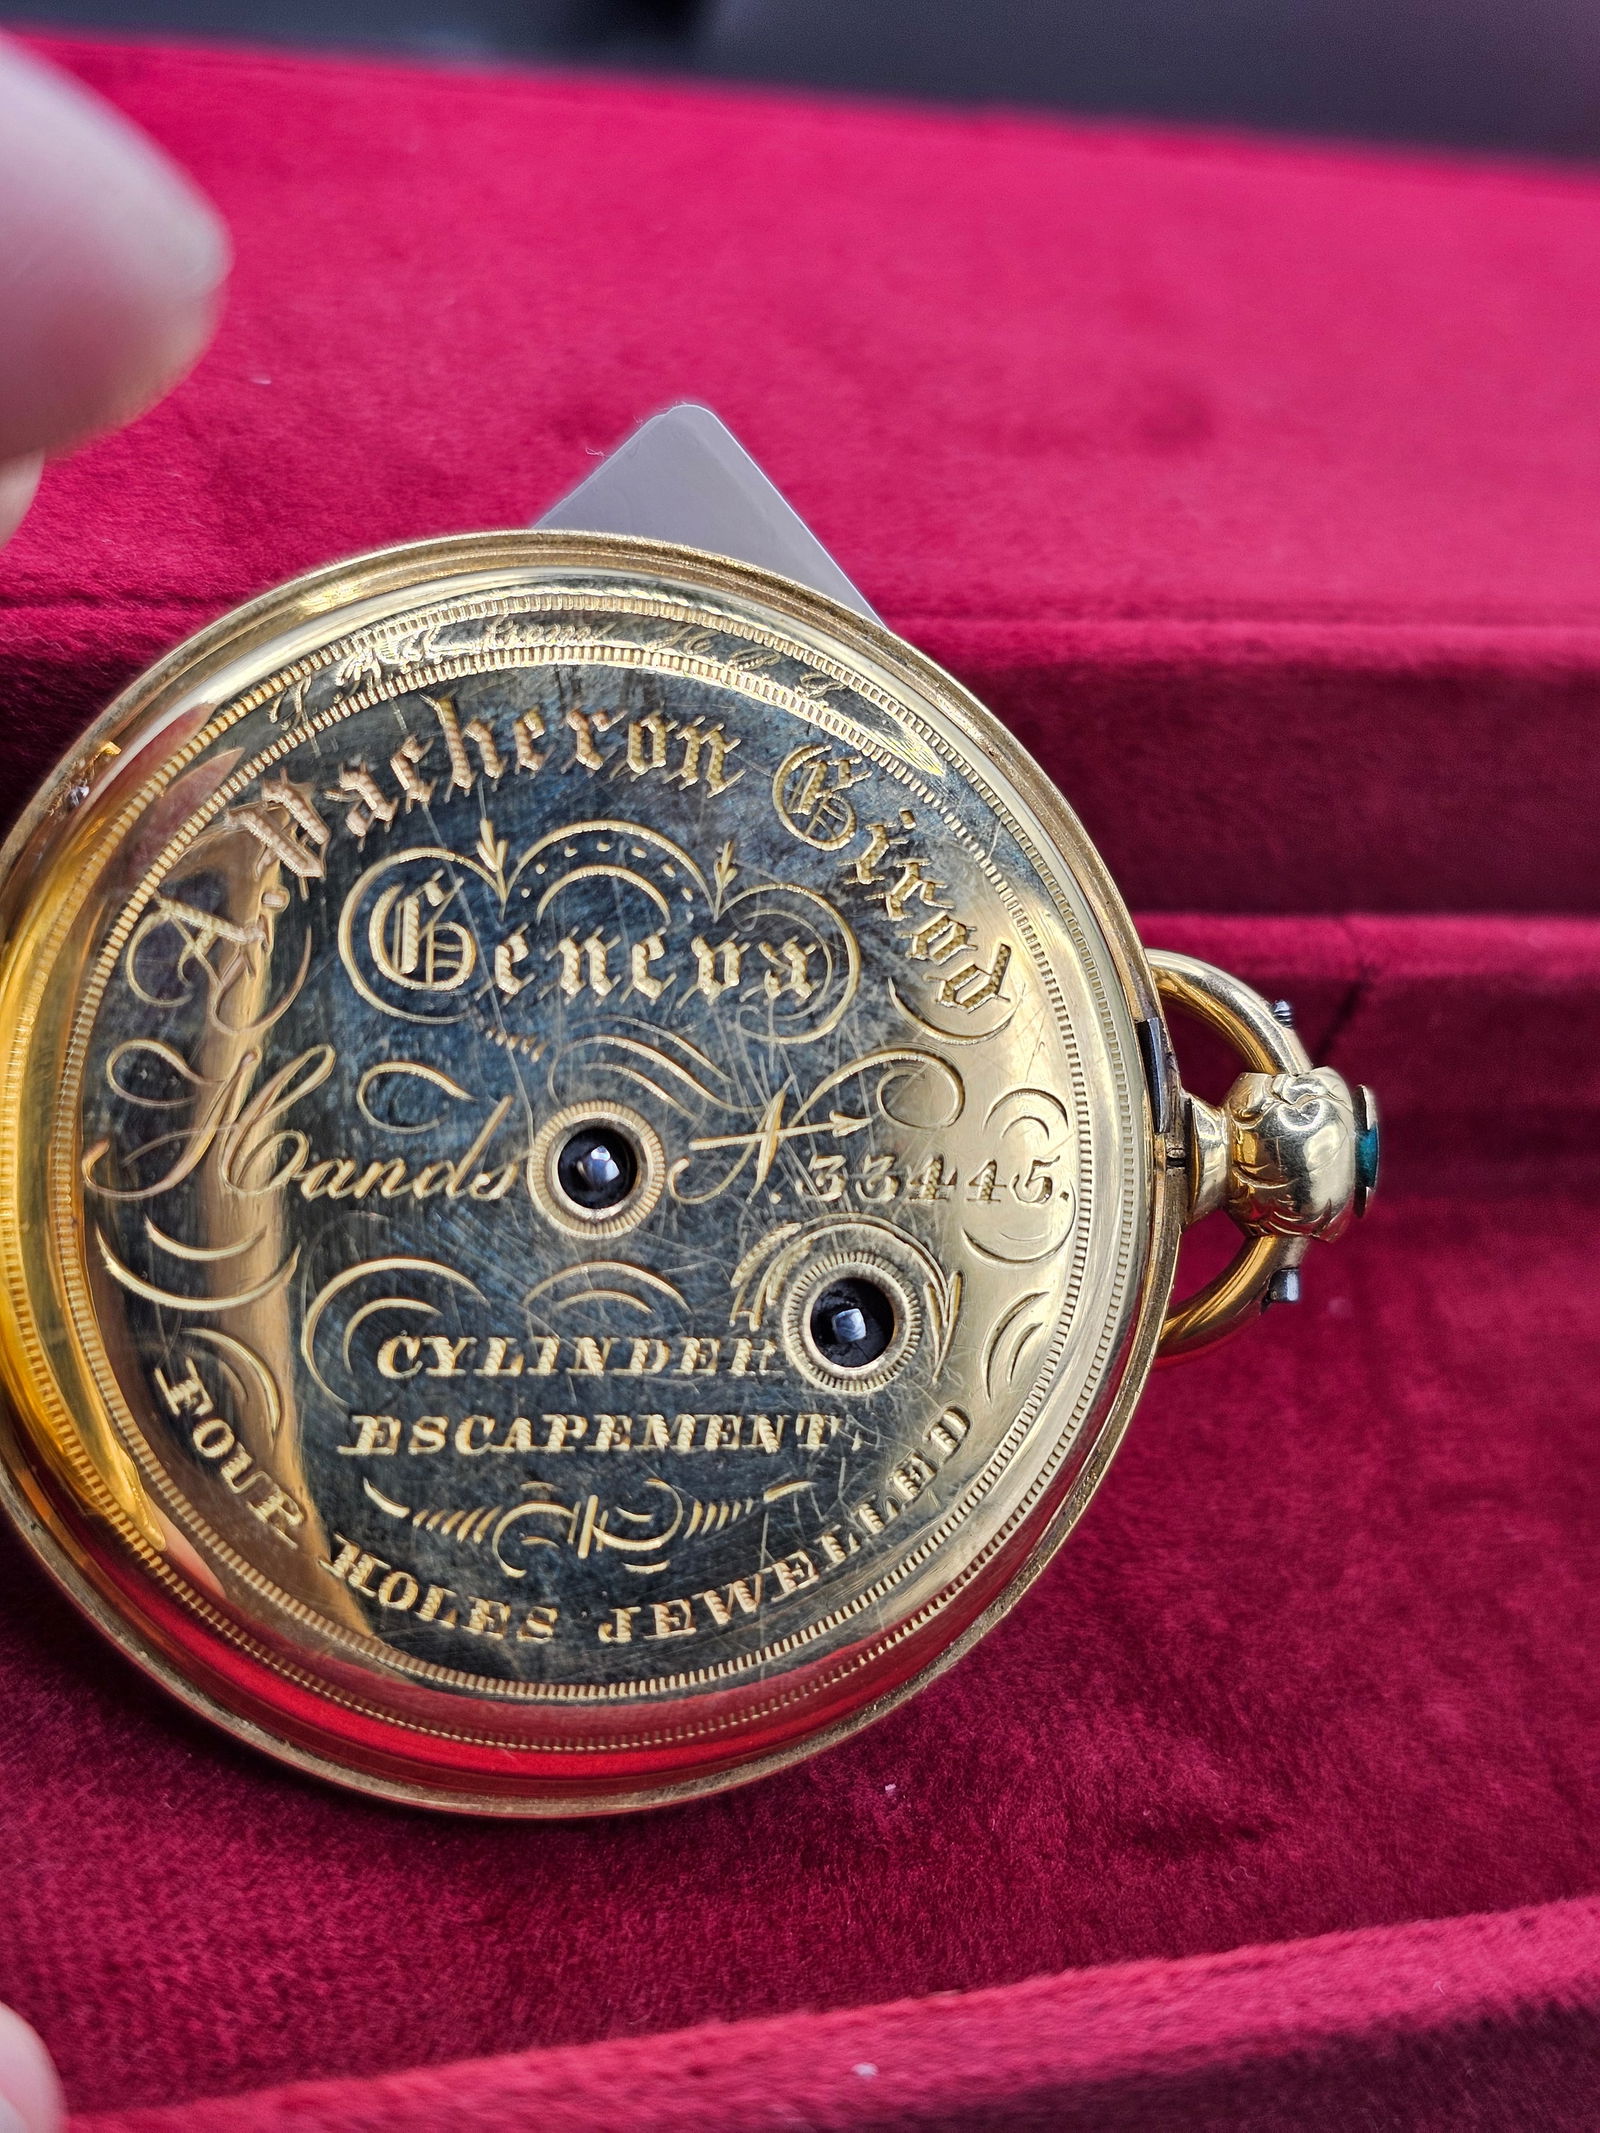 A. Vacheron Girod
Geneva
Hands N. 33445.
CYLINDER
ESCAPEMENT,
FOUR HOLES JEWELLED